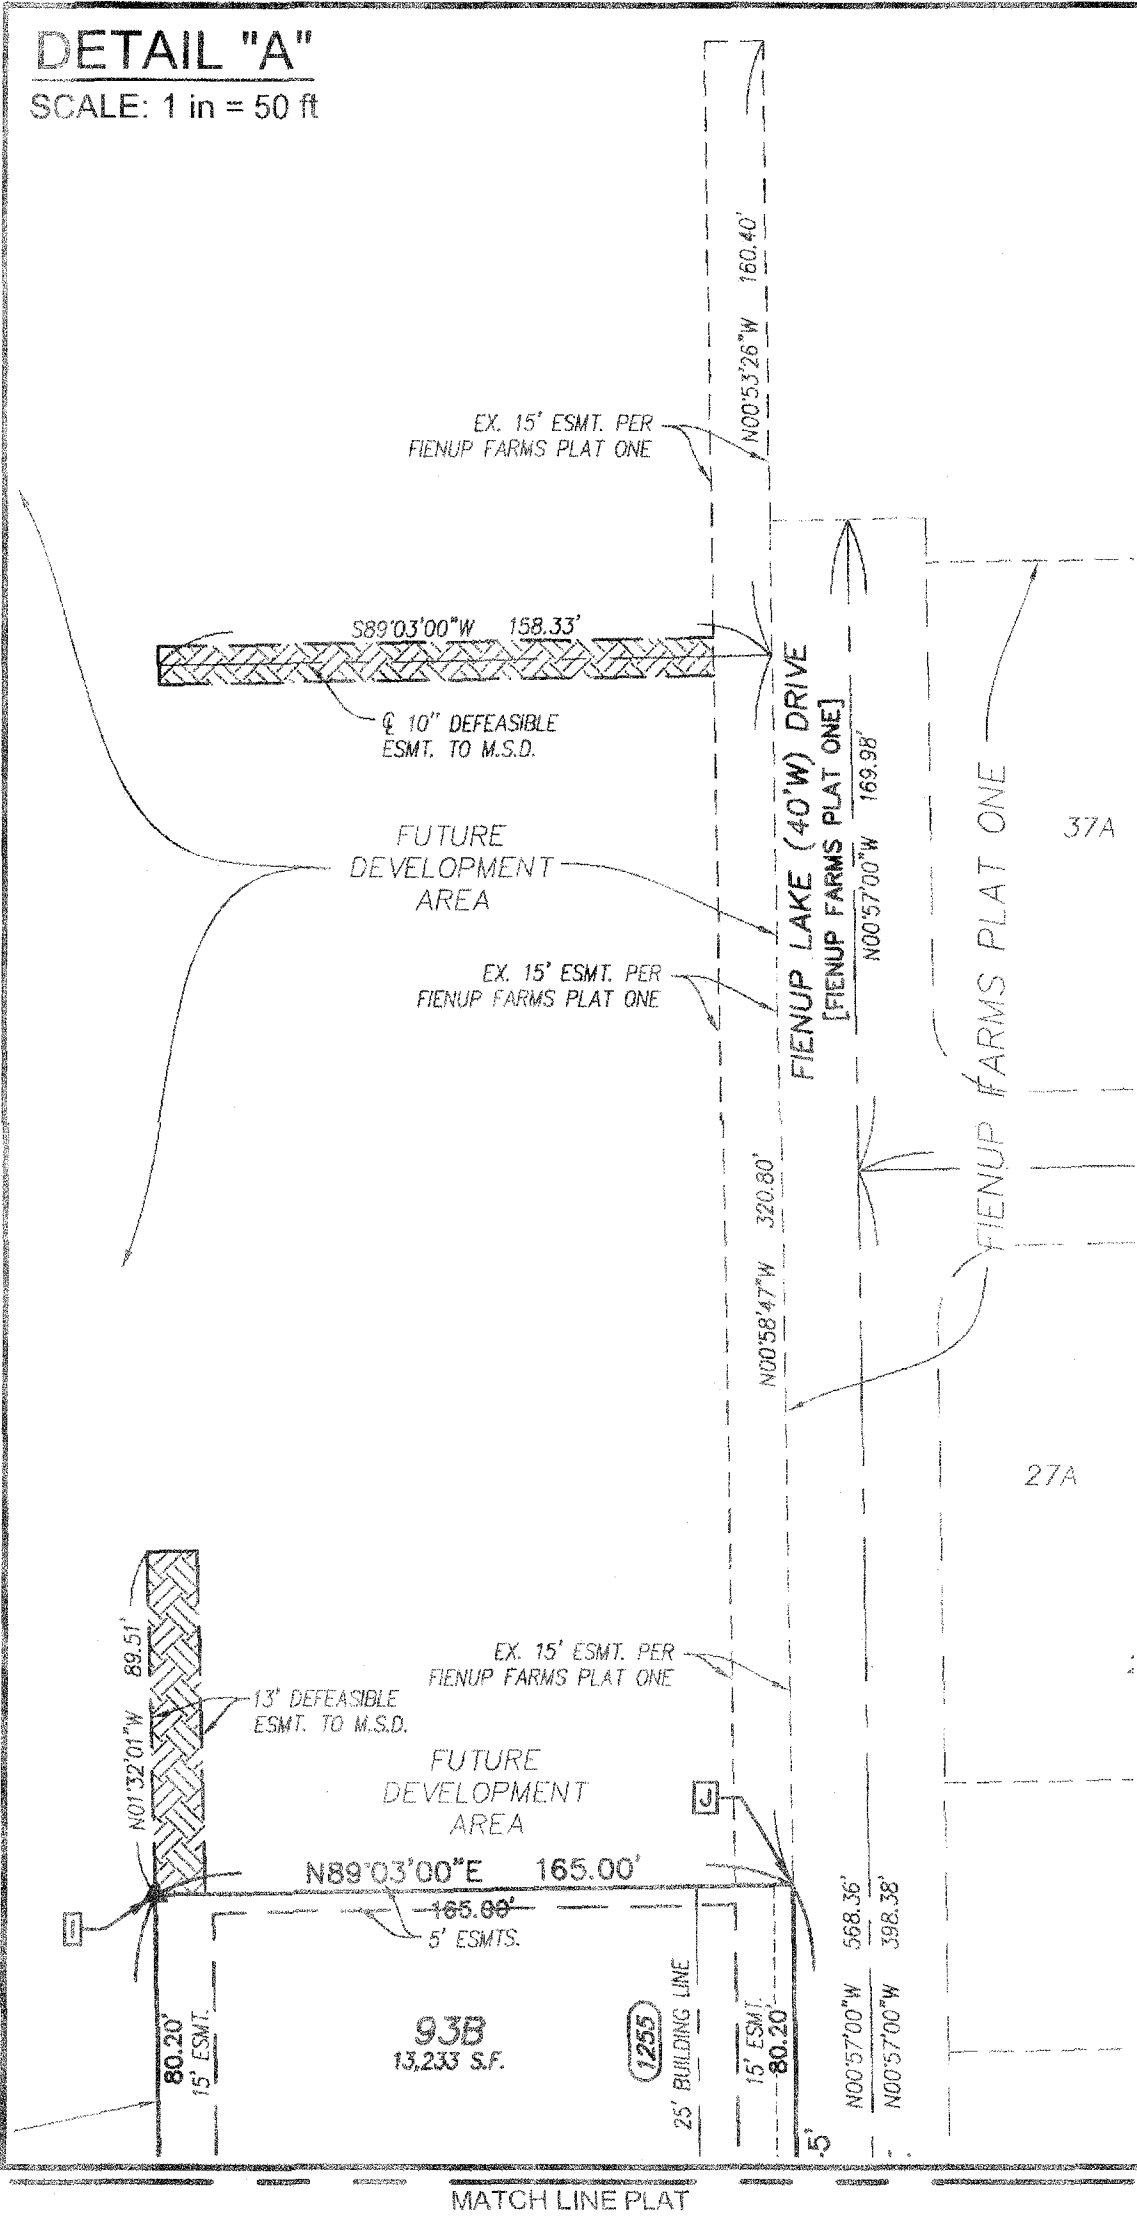 DETAIL "A"
SCALE: 1 in = 50 ft
N00°53'26"W 160.40'
EX. 15' ESMT. PER
FIENUP FARMS PLAT ONE
S89°03'00"W 158.33'
℄ 10" DEFEASIBLE
ESMT. TO M.S.D.
FIENUP LAKE (40'W) DRIVE
[FIENUP FARMS PLAT ONE]
N00°57'00"W 169.98'
FIENUP FARMS PLAT ONE
37A
FUTURE
DEVELOPMENT
AREA
EX. 15' ESMT. PER
FIENUP FARMS PLAT ONE
N00°58'47"W 320.80'
27A
N01°32'01"W 89.51'
13' DEFEASIBLE
ESMT. TO M.S.D.
EX. 15' ESMT. PER
FIENUP FARMS PLAT ONE
FUTURE
DEVELOPMENT
AREA
J
I
N89°03'00"E 165.00'
165.00'
5' ESMTS.
80.20'
15' ESMT.
93B
13,233 S.F.
1255
25' BUILDING LINE
15' ESMT.
80.20'
5'
N00°57'00"W 568.36'
N00°57'00"W 398.38'
MATCH LINE PLAT